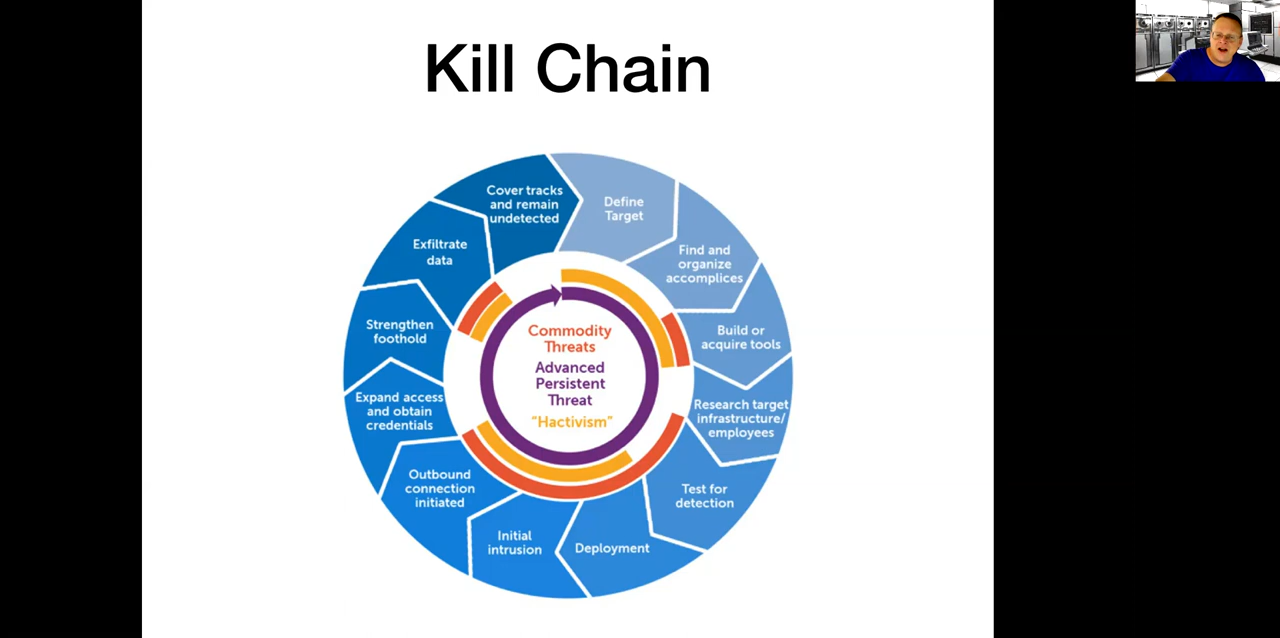 Kill Chain
Cover tracks
and remain
undetected
Define
Target
Find and
organize
accomplices
Build or
acquire tools
Research target
infrastructure/
employees
Test for
detection
Deployment
Initial
intrusion
Outbound
connection
initiated
Expand access
and obtain
credentials
Strengthen
foothold
Exfiltrate
data
Commodity
Threats
Advanced
Persistent
Threat
“Hactivism”